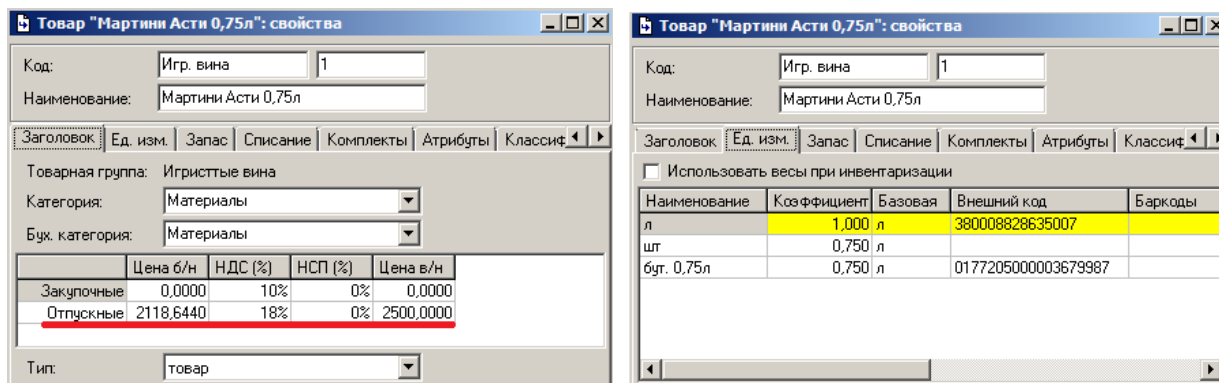 Товар "Мартини Асти 0,75л": свойства
Код: Игр. вина 1
Наименование: Мартини Асти 0,75л
Заголовок Ед. изм. Запас Списание Комплекты Атрибуты Классиф
Товарная группа: Игристтые вина
Категория: Материалы
Бух. категория: Материалы
Цена б/н НДС (%) НСП (%) Цена в/н
Закупочные 0,0000 10% 0% 0,0000
Отпускные 2118,6440 18% 0% 2500,0000
Тип: товар
Товар "Мартини Асти 0,75л": свойства
Код: Игр. вина 1
Наименование: Мартини Асти 0,75л
Заголовок Ед. изм. Запас Списание Комплекты Атрибуты Классиф
Использовать весы при инвентаризации
Наименование Коэффициент Базовая Внешний код Баркоды
л 1,000 л 380008828635007
шт 0,750 л
бут. 0,75л 0,750 л 0177205000003679987